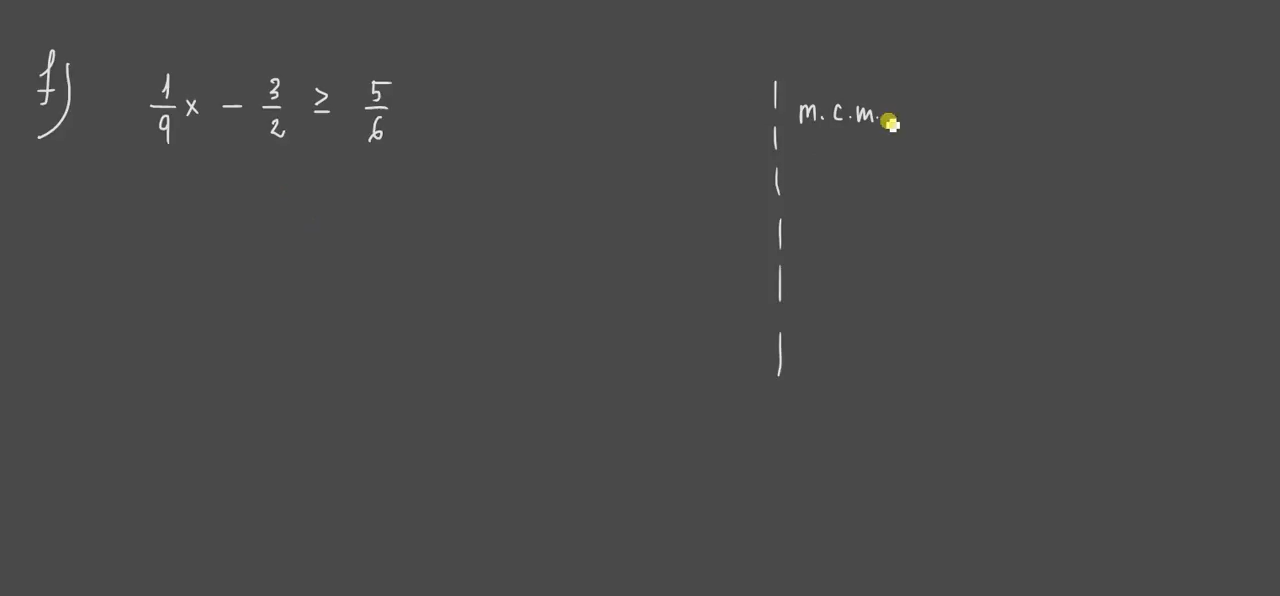 f) 1/9 x - 3/2 ≥ 5/6
m.c.m.